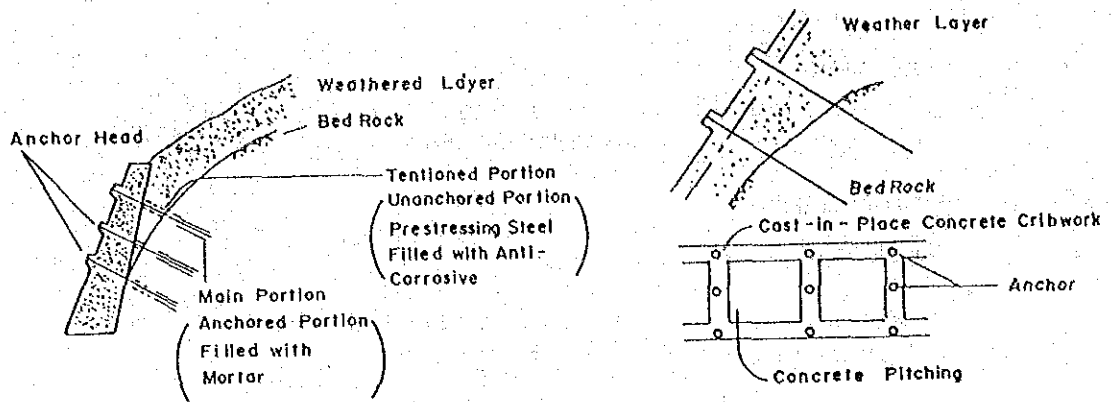 Weathered Layer
Bed Rock
Anchor Head
Tentioned Portion
Unanchored Portion
Prestressing Steel
Filled with Anti-
Corrosive
Main Portion
Anchored Portion
Filled with
Mortar
Weather Layer
Bed Rock
Cast-in-Place Concrete Cribwork
Anchor
Concrete Pitching